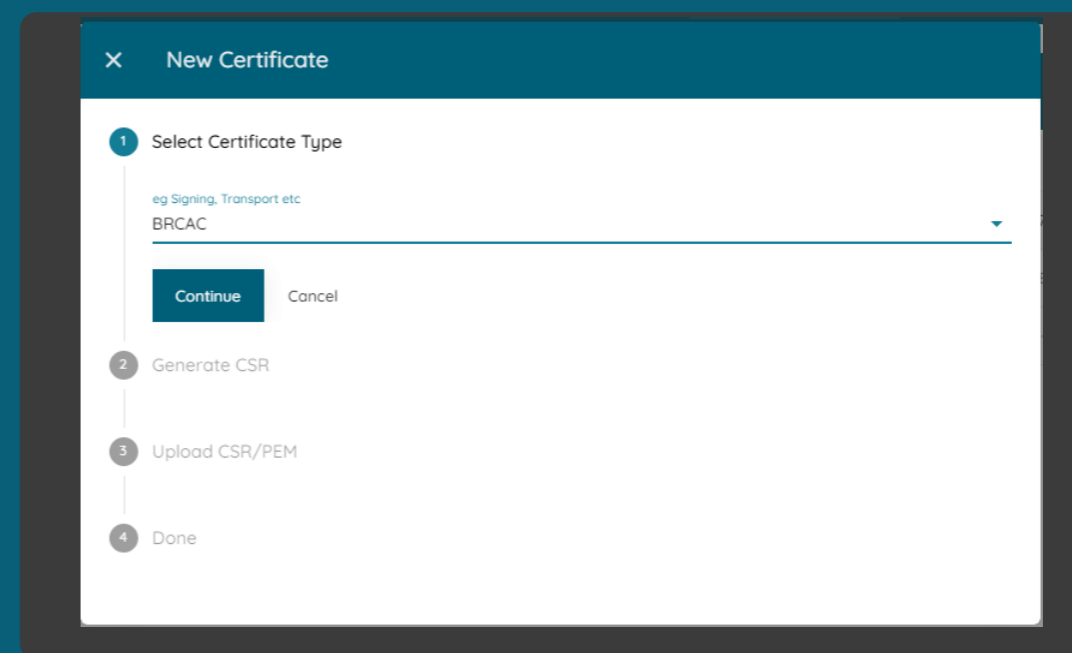 New Certificate
1 Select Certificate Type
eg Signing, Transport etc
BRCAC
Continue Cancel
2 Generate CSR
3 Upload CSR/PEM
4 Done